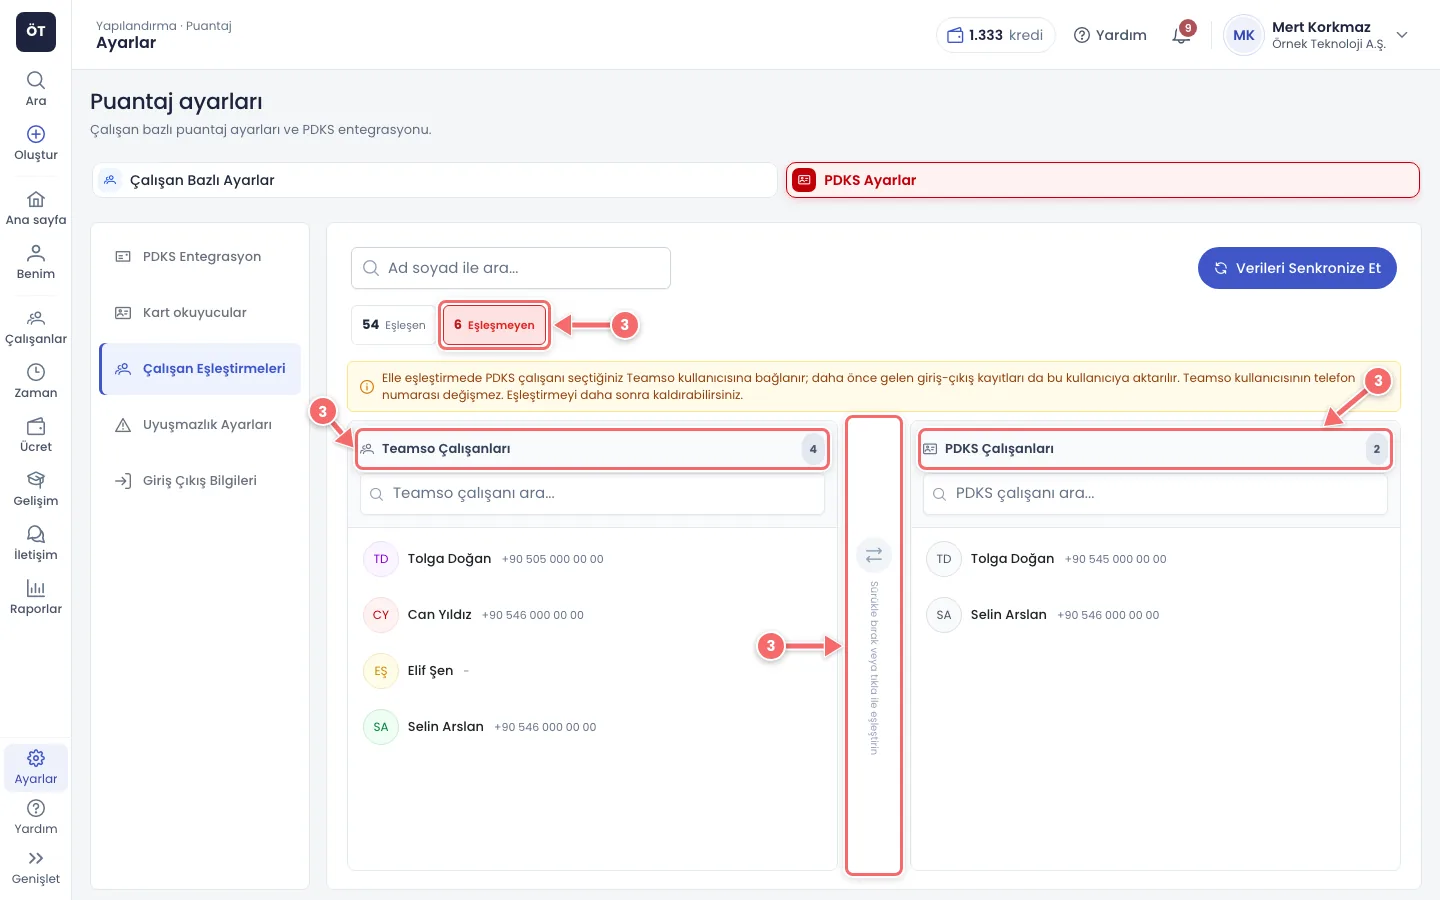 ÖT
Ara
Oluştur
Ana sayfa
Benim
Çalışanlar
Zaman
Ücret
Gelişim
İletişim
Raporlar
Ayarlar
Yardım
Genişlet
Yapılandırma · Puantaj
Ayarlar
1.333 kredi
Yardım
9
MK
Mert Korkmaz
Örnek Teknoloji A.Ş.
Puantaj ayarları
Çalışan bazlı puantaj ayarları ve PDKS entegrasyonu.
Çalışan Bazlı Ayarlar
PDKS Ayarlar
PDKS Entegrasyon
Kart okuyucular
Çalışan Eşleştirmeleri
Uyuşmazlık Ayarları
Giriş Çıkış Bilgileri
Ad soyad ile ara...
Verileri Senkronize Et
54 Eşleşen
6 Eşleşmeyen
3
Elle eşleştirmede PDKS çalışanı seçtiğiniz Teamso kullanıcısına bağlanır; daha önce gelen giriş-çıkış kayıtları da bu kullanıcıya aktarılır. Teamso kullanıcısının telefon
numarası değişmez. Eşleştirmeyi daha sonra kaldırabilirsiniz.
3
3
Teamso Çalışanları
4
Teamso çalışanı ara...
TD Tolga Doğan +90 505 000 00 00
CY Can Yıldız +90 546 000 00 00
EŞ Elif Şen -
SA Selin Arslan +90 546 000 00 00
3
Sürükle bırak veya tıkla ile eşleştirin
PDKS Çalışanları
2
PDKS çalışanı ara...
TD Tolga Doğan +90 545 000 00 00
SA Selin Arslan +90 546 000 00 00